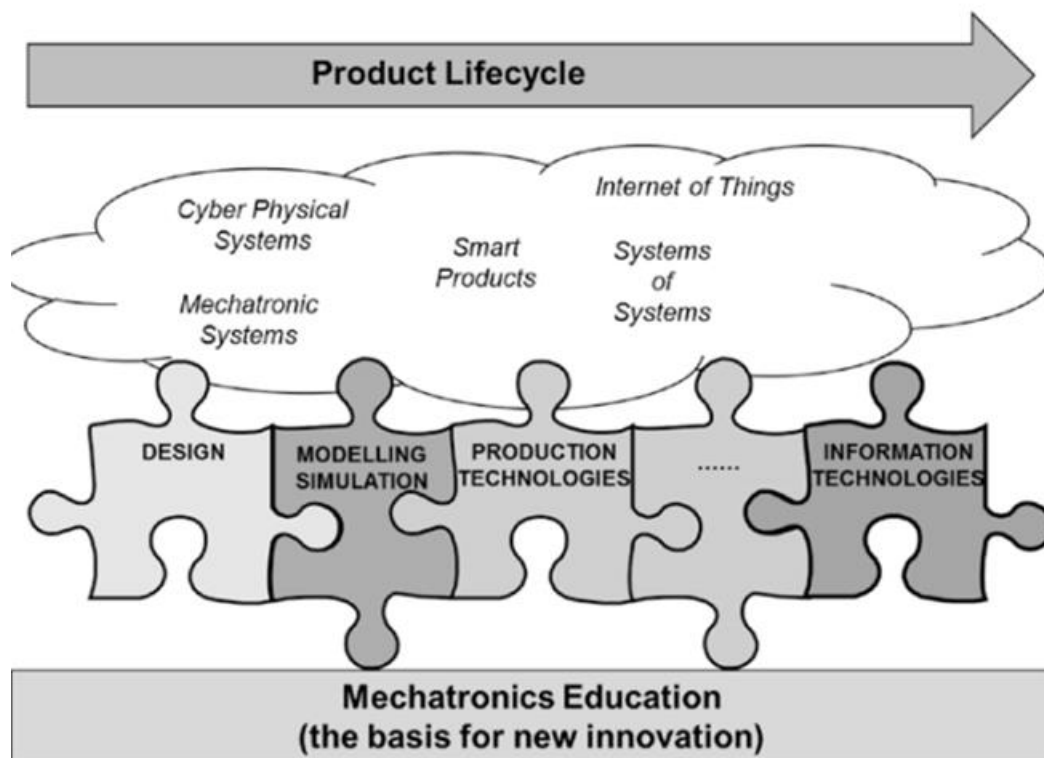 Product Lifecycle
Internet of Things
Cyber Physical
Systems
Smart
Products
Systems
of
Systems
Mechatronic
Systems
DESIGN
MODELLING
SIMULATION
PRODUCTION
TECHNOLOGIES
......
INFORMATION
TECHNOLOGIES
Mechatronics Education
(the basis for new innovation)